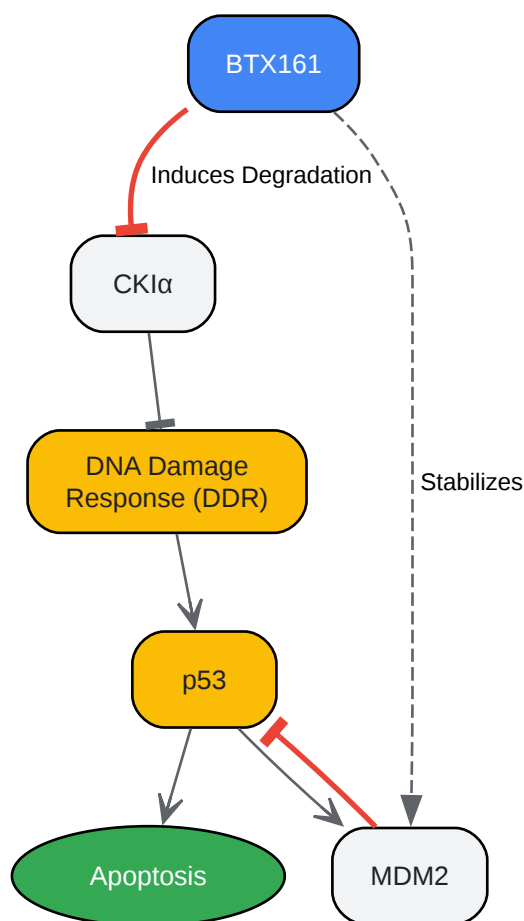 BTX161
Induces Degradation
CKIα
DNA Damage
Response (DDR)
Stabilizes
p53
Apoptosis
MDM2